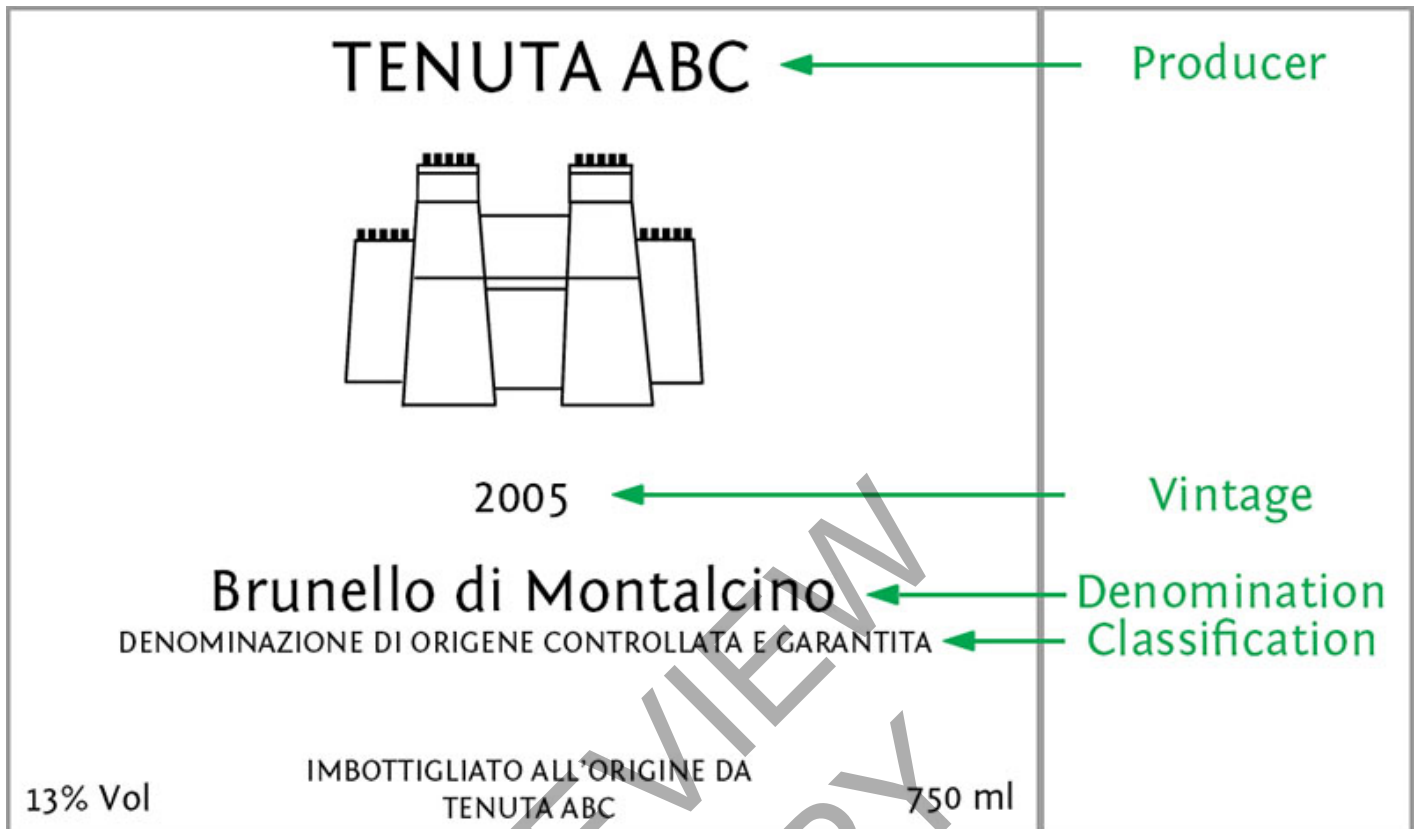 TENUTA ABC
Producer
2005
Vintage
Brunello di Montalcino
Denomination
DENOMINAZIONE DI ORIGENE CONTROLLATA E GARANTITA
Classification
IMBOTTIGLIATO ALL'ORIGINE DA
TENUTA ABC
13% Vol
750 ml